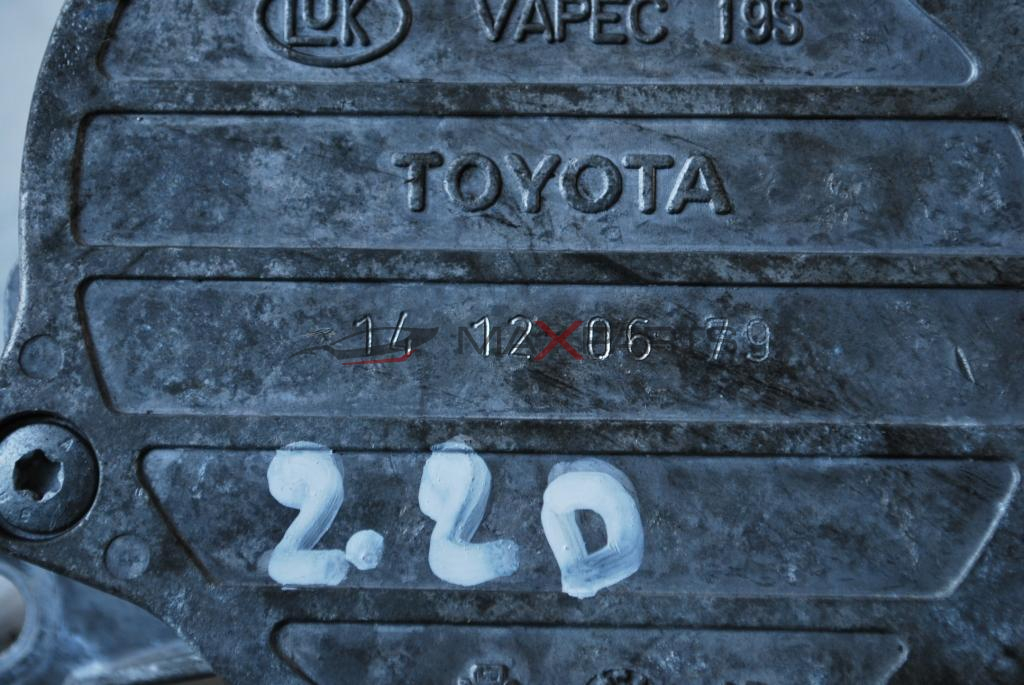 LUK VAPEC 19S
TOYOTA
14 12 06 79
2.2D